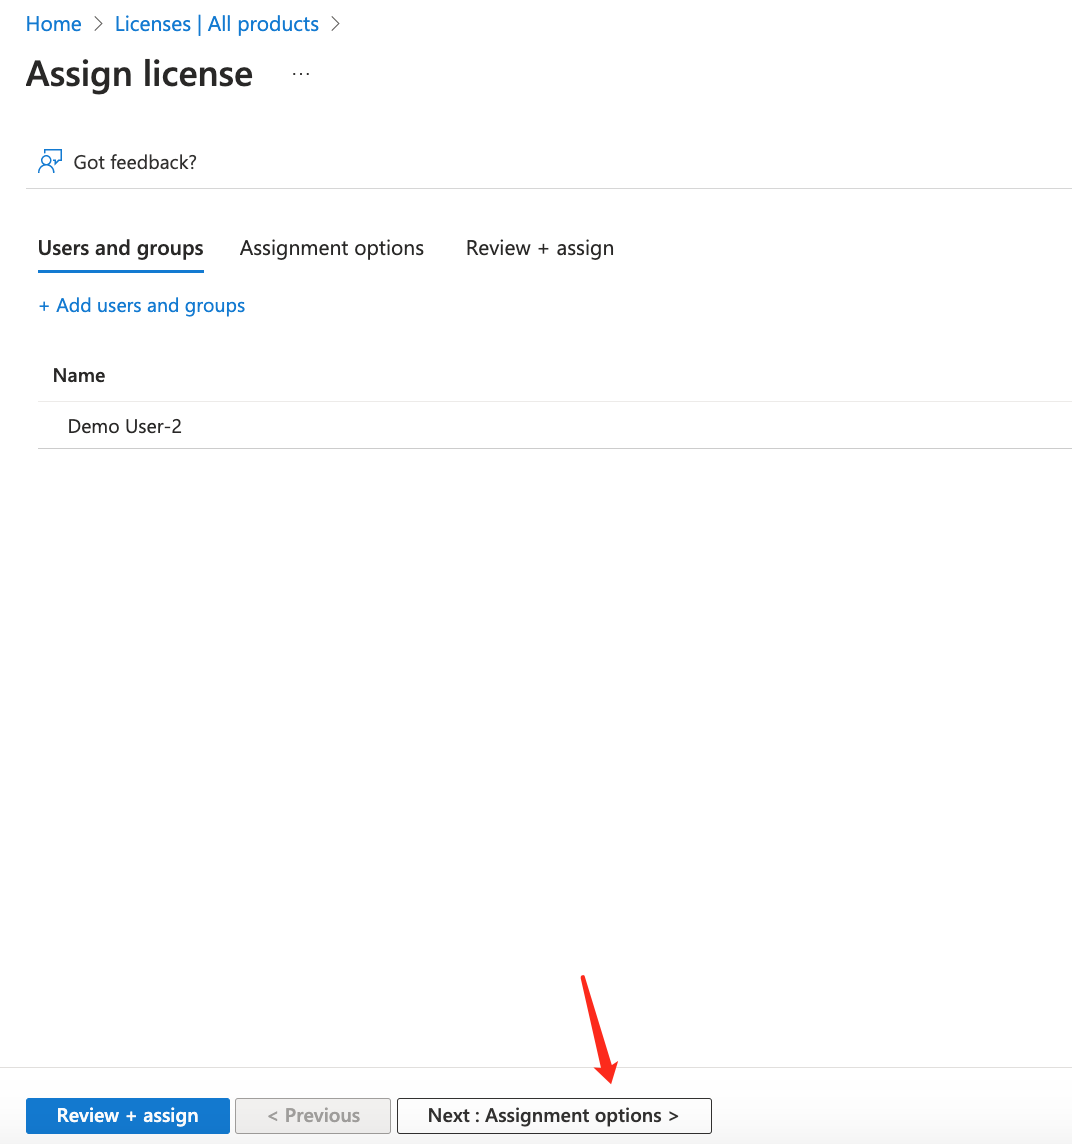 Home > Licenses | All products >
Assign license ...
Got feedback?
Users and groups Assignment options Review + assign
+ Add users and groups
Name
Demo User-2
Review + assign < Previous Next : Assignment options >